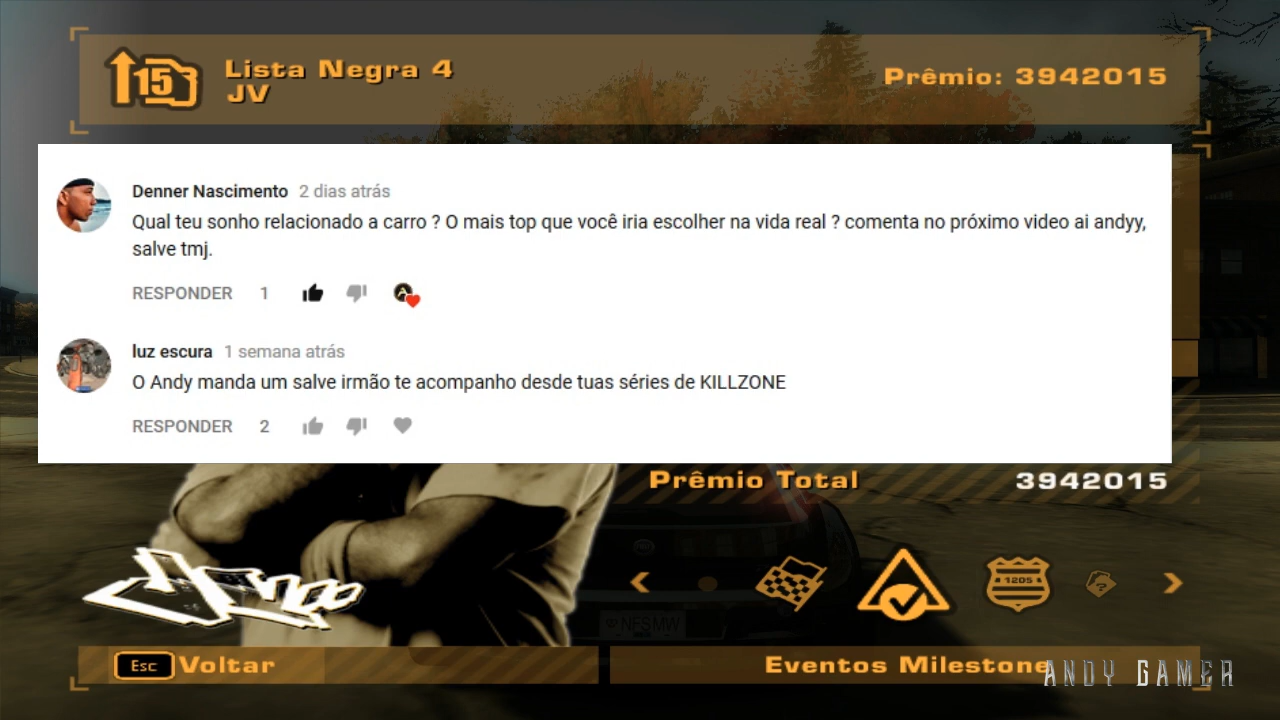 15
Lista Negra 4
JV
Prêmio: 3942015
Denner Nascimento 2 dias atrás
Qual teu sonho relacionado a carro ? O mais top que você iria escolher na vida real ? comenta no próximo video ai andyy,
salve tmj.
RESPONDER 1
luz escura 1 semana atrás
O Andy manda um salve irmão te acompanho desde tuas séries de KILLZONE
RESPONDER 2
Prêmio Total 3942015
1205
?
NFSMW
Esc Voltar
Eventos Milestone
ANDY GAMER